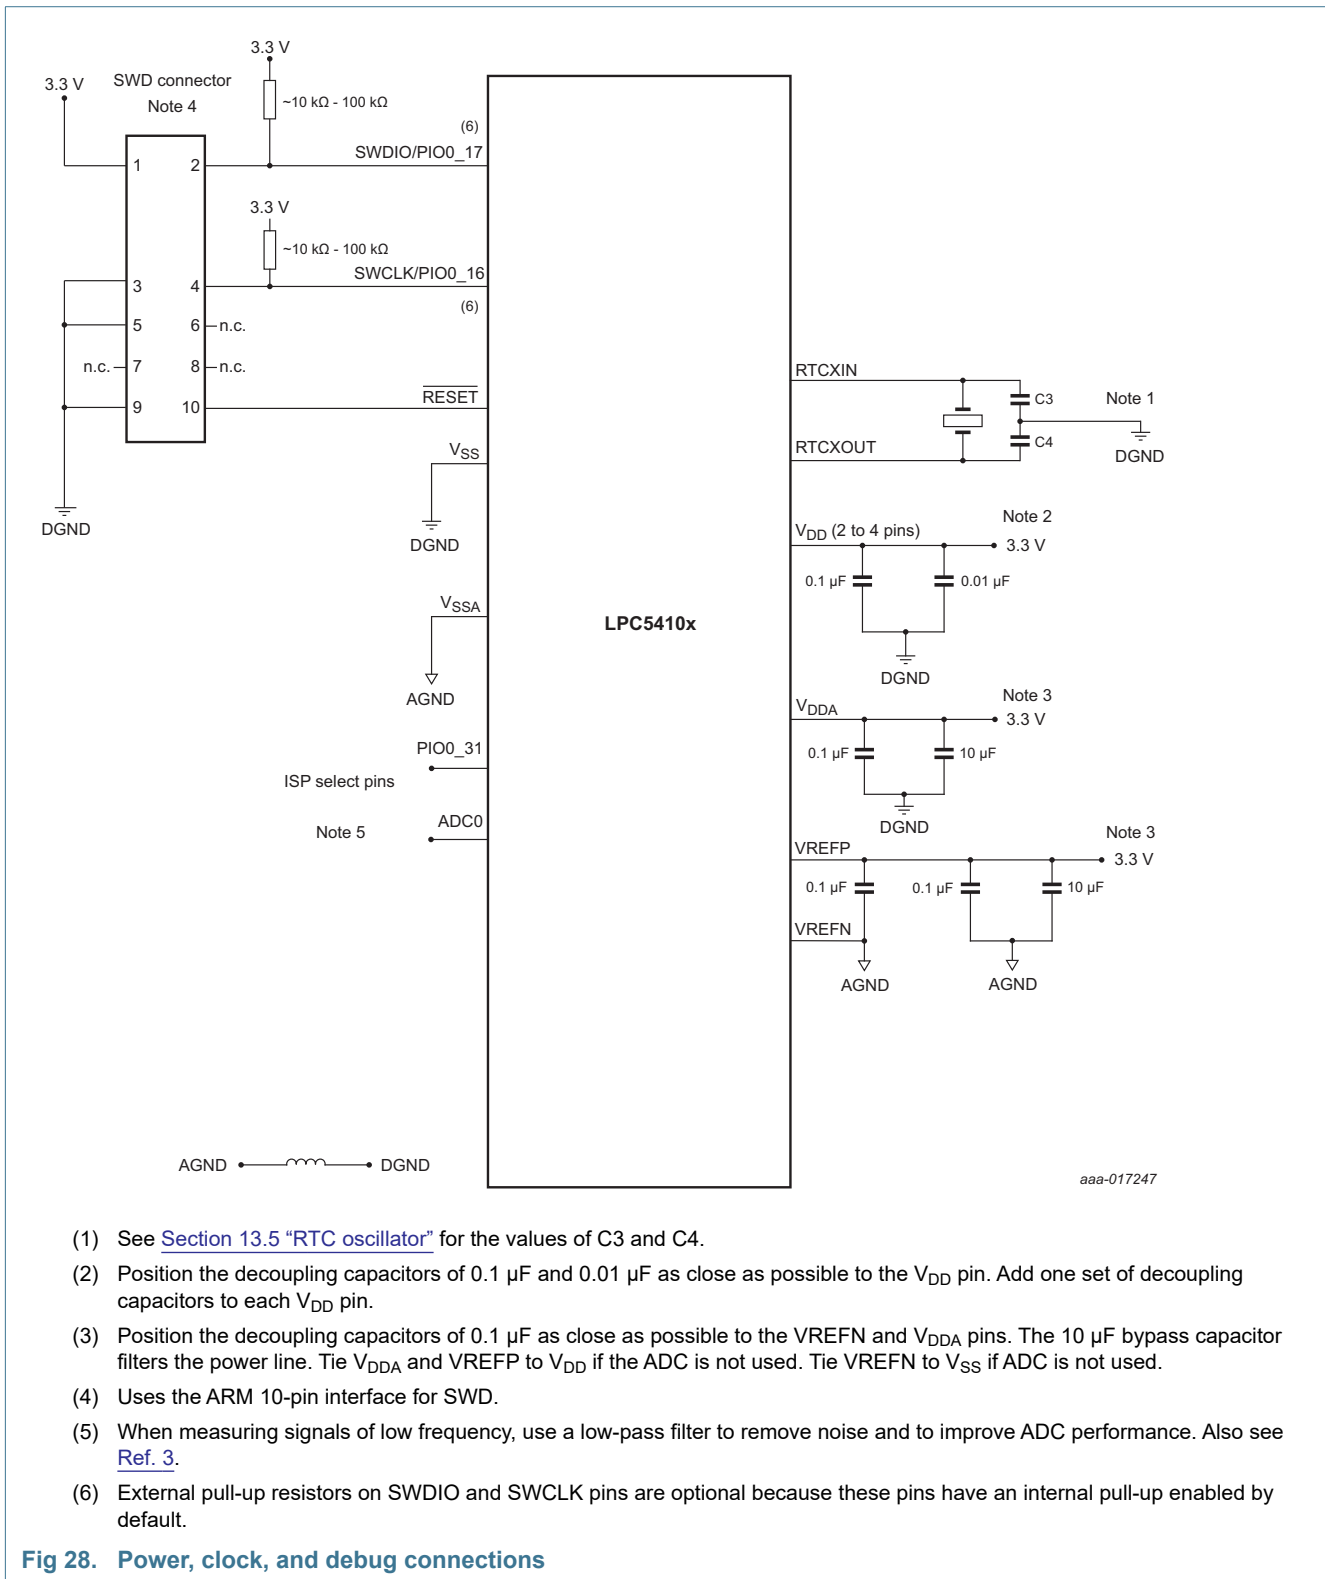 3.3 V
3.3 V
SWD connector
Note 4
~10 kΩ - 100 kΩ
(6)
1
2
SWDIO/PIO0_17
3.3 V
~10 kΩ - 100 kΩ
SWCLK/PIO0_16
3
4
(6)
5
6
n.c.
n.c.
7
8
n.c.
9
10
RESET
DGND
VSS
DGND
VSSA
AGND
PIO0_31
ISP select pins
ADC0
Note 5
LPC5410x
RTCXIN
C3
Note 1
RTCXOUT
C4
DGND
VDD (2 to 4 pins)
Note 2
3.3 V
0.1 µF
0.01 µF
DGND
VDDA
Note 3
3.3 V
0.1 µF
10 µF
DGND
VREFP
Note 3
3.3 V
0.1 µF
0.1 µF
10 µF
VREFN
AGND
AGND
AGND
DGND
aaa-017247
(1) See Section 13.5 “RTC oscillator” for the values of C3 and C4.
(2) Position the decoupling capacitors of 0.1 µF and 0.01 µF as close as possible to the VDD pin. Add one set of decoupling
capacitors to each VDD pin.
(3) Position the decoupling capacitors of 0.1 µF as close as possible to the VREFN and VDDA pins. The 10 µF bypass capacitor
filters the power line. Tie VDDA and VREFP to VDD if the ADC is not used. Tie VREFN to VSS if ADC is not used.
(4) Uses the ARM 10-pin interface for SWD.
(5) When measuring signals of low frequency, use a low-pass filter to remove noise and to improve ADC performance. Also see
Ref. 3.
(6) External pull-up resistors on SWDIO and SWCLK pins are optional because these pins have an internal pull-up enabled by
default.
Fig 28. Power, clock, and debug connections